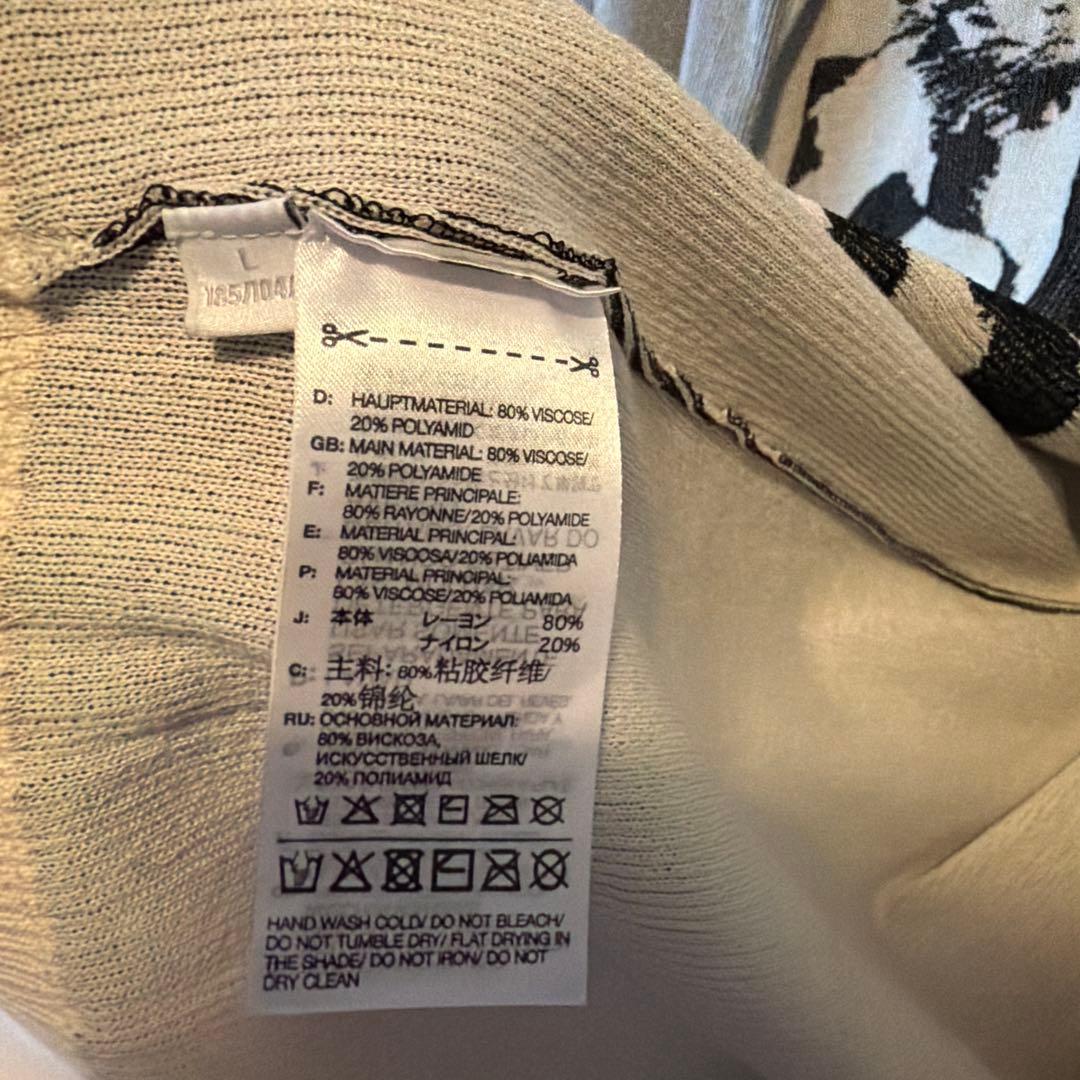 L
185/104
D: HAUPTMATERIAL: 80% VISCOSE/
20% POLYAMID
GB: MAIN MATERIAL: 80% VISCOSE/
20% POLYAMIDE
F: MATIERE PRINCIPALE:
80% RAYONNE/20% POLYAMIDE
E: MATERIAL PRINCIPAL:
80% VISCOSA/20% POLIAMIDA
P: MATERIAL PRINCIPAL:
80% VISCOSE/20% POLIAMIDA
J: 本体 レーヨン 80%
ナイロン 20%
C: 主料: 80%粘胶纤维/
20%锦纶
RU: ОСНОВНОЙ МАТЕРИАЛ:
80% ВИСКОЗА,
ИСКУССТВЕННЫЙ ШЕЛК/
20% ПОЛИАМИД
HAND WASH COLD/ DO NOT BLEACH/
DO NOT TUMBLE DRY/ FLAT DRYING IN
THE SHADE/ DO NOT IRON/ DO NOT
DRY CLEAN